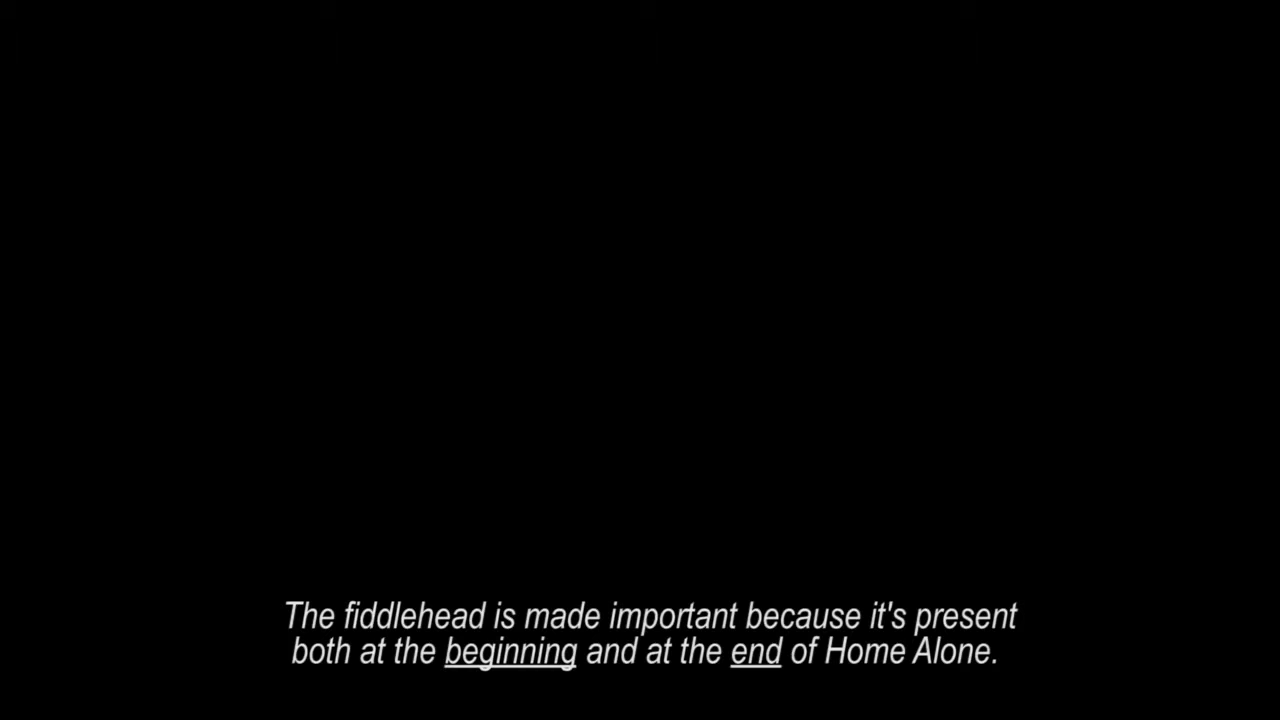 The fiddlehead is made important because it's present
both at the beginning and at the end of Home Alone.